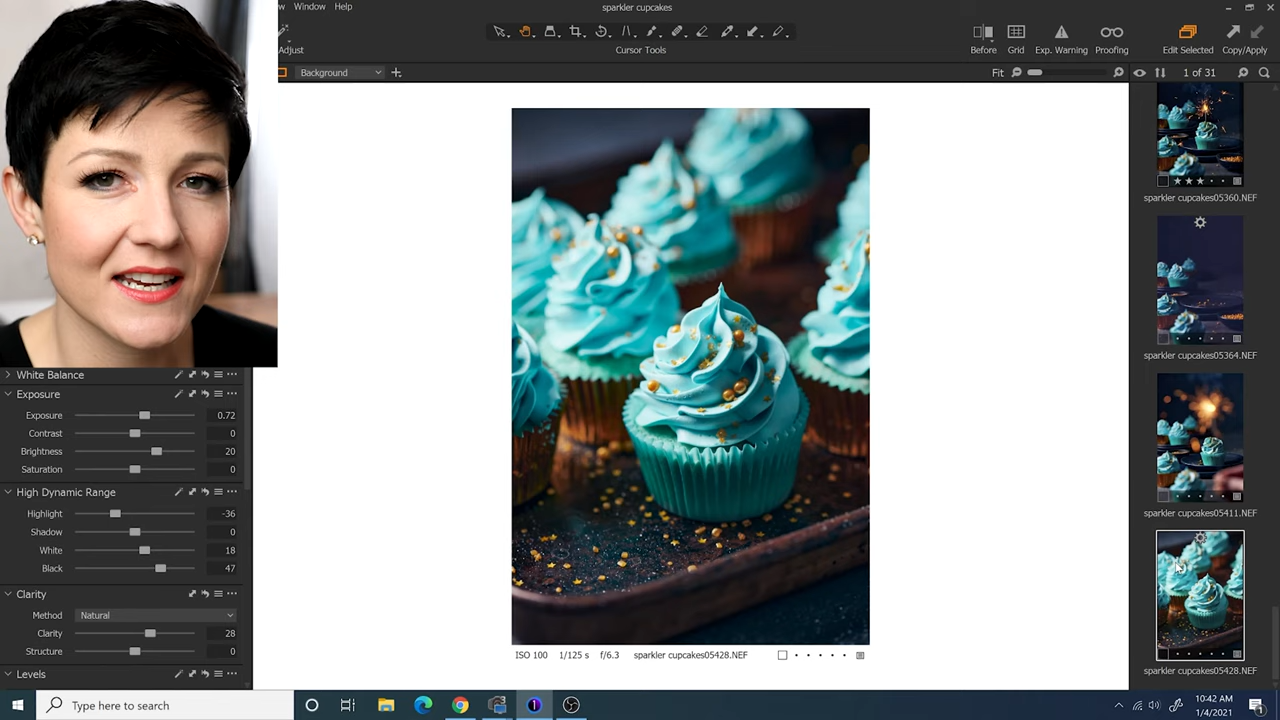 w Window Help sparkler cupcakes
Adjust Cursor Tools Before Grid Exp. Warning Proofing Edit Selected Copy/Apply
Background Fit 1 of 31
sparkler cupcakes05360.NEF
sparkler cupcakes05364.NEF
White Balance
Exposure
Exposure 0.72
Contrast 0
Brightness 20
Saturation 0
High Dynamic Range
Highlight -36
sparkler cupcakes05411.NEF
Shadow 0
White 18
Black 47
Clarity
Method Natural
Clarity 28
Structure 0
ISO 100 1/125 s f/6.3 sparkler cupcakes05428.NEF
sparkler cupcakes05428.NEF
Levels
Type here to search
10:42 AM
1/4/2021
1